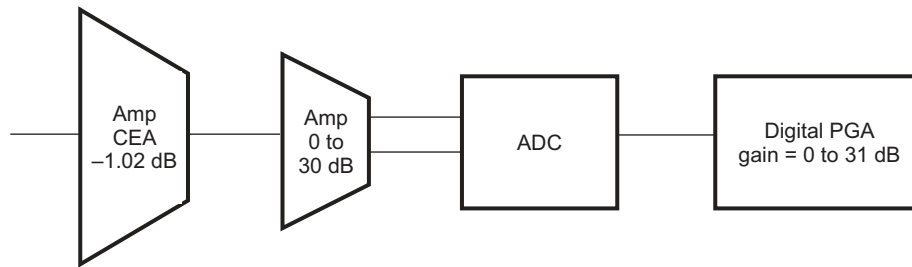 Amp
CEA
–1.02 dB
Amp
0 to
30 dB
ADC
Digital PGA
gain = 0 to 31 dB